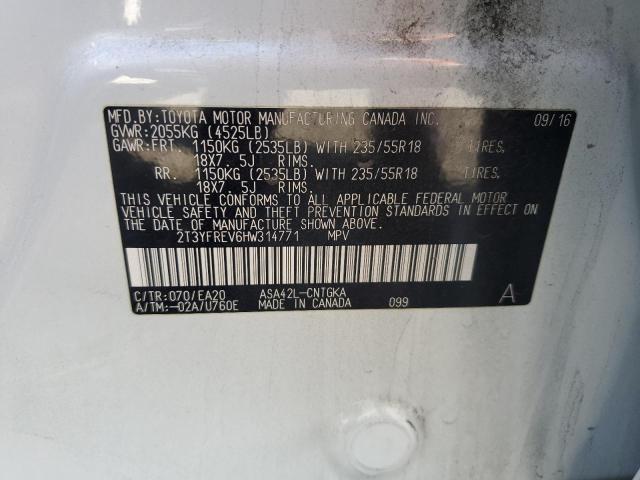 MFD.BY:TOYOTA MOTOR MANUFACTURING CANADA INC. 09/16
GVWR:2055KG (4525LB)
GAWR:FRT. 1150KG (2535LB) WITH 235/55R18 TIRES,
18X7.5J RIMS.
RR. 1150KG (2535LB) WITH 235/55R18 TIRES,
18X7.5J RIMS.
THIS VEHICLE CONFORMS TO ALL APPLICABLE FEDERAL MOTOR
VEHICLE SAFETY AND THEFT PREVENTION STANDARDS IN EFFECT ON
THE DATE OF MANUFACTURE SHOWN ABOVE.
2T3YFREV6HW314771 MPV
C/TR:070/EA20 ASA42L-CNTGKA
A/TM:-02A/U760E MADE IN CANADA 099 A